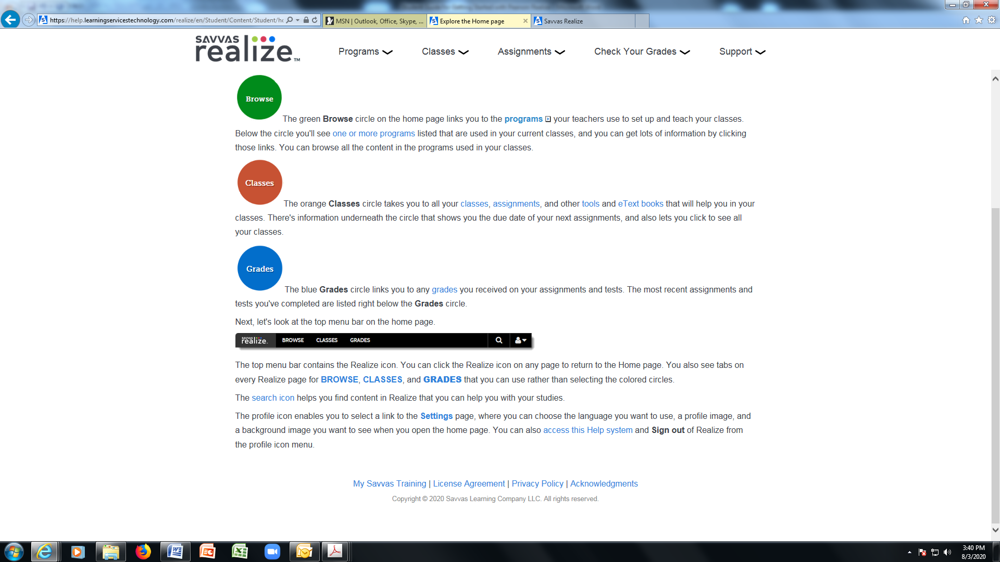 https://help.learningservicestechnology.com/realize/en/Student/Content/Student/hc
MSN | Outlook, Office, Skype, ...
Explore the Home page
Savvas Realize
SAVVAS
realize™
Programs
Classes
Assignments
Check Your Grades
Support
Browse
The green Browse circle on the home page links you to the programs your teachers use to set up and teach your classes.
Below the circle you'll see one or more programs listed that are used in your current classes, and you can get lots of information by clicking
those links. You can browse all the content in the programs used in your classes.
Classes
The orange Classes circle takes you to all your classes, assignments, and other tools and eText books that will help you in your
classes. There's information underneath the circle that shows you the due date of your next assignments, and also lets you click to see all
your classes.
Grades
The blue Grades circle links you to any grades you received on your assignments and tests. The most recent assignments and
tests you've completed are listed right below the Grades circle.
Next, let's look at the top menu bar on the home page.
SAVVAS
realize.
BROWSE
CLASSES
GRADES
The top menu bar contains the Realize icon. You can click the Realize icon on any page to return to the Home page. You also see tabs on
every Realize page for BROWSE, CLASSES, and GRADES that you can use rather than selecting the colored circles.
The search icon helps you find content in Realize that you can help you with your studies.
The profile icon enables you to select a link to the Settings page, where you can choose the language you want to use, a profile image, and
a background image you want to see when you open the home page. You can also access this Help system and Sign out of Realize from
the profile icon menu.
My Savvas Training | License Agreement | Privacy Policy | Acknowledgments
Copyright © 2020 Savvas Learning Company LLC. All rights reserved.
3:40 PM
8/3/2020